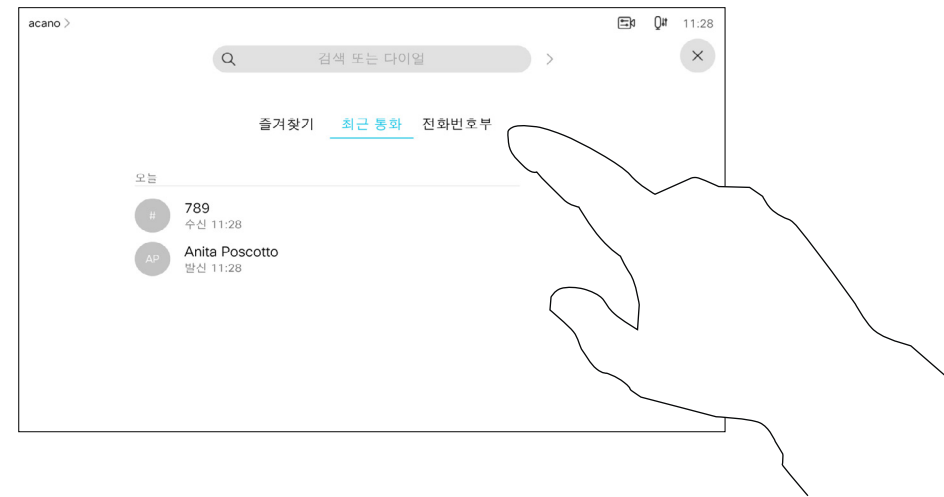 acano > 11:28
검색 또는 다이얼
즐겨찾기 최근 통화 전화번호부
오늘
# 789
수신 11:28
AP Anita Poscotto
발신 11:28